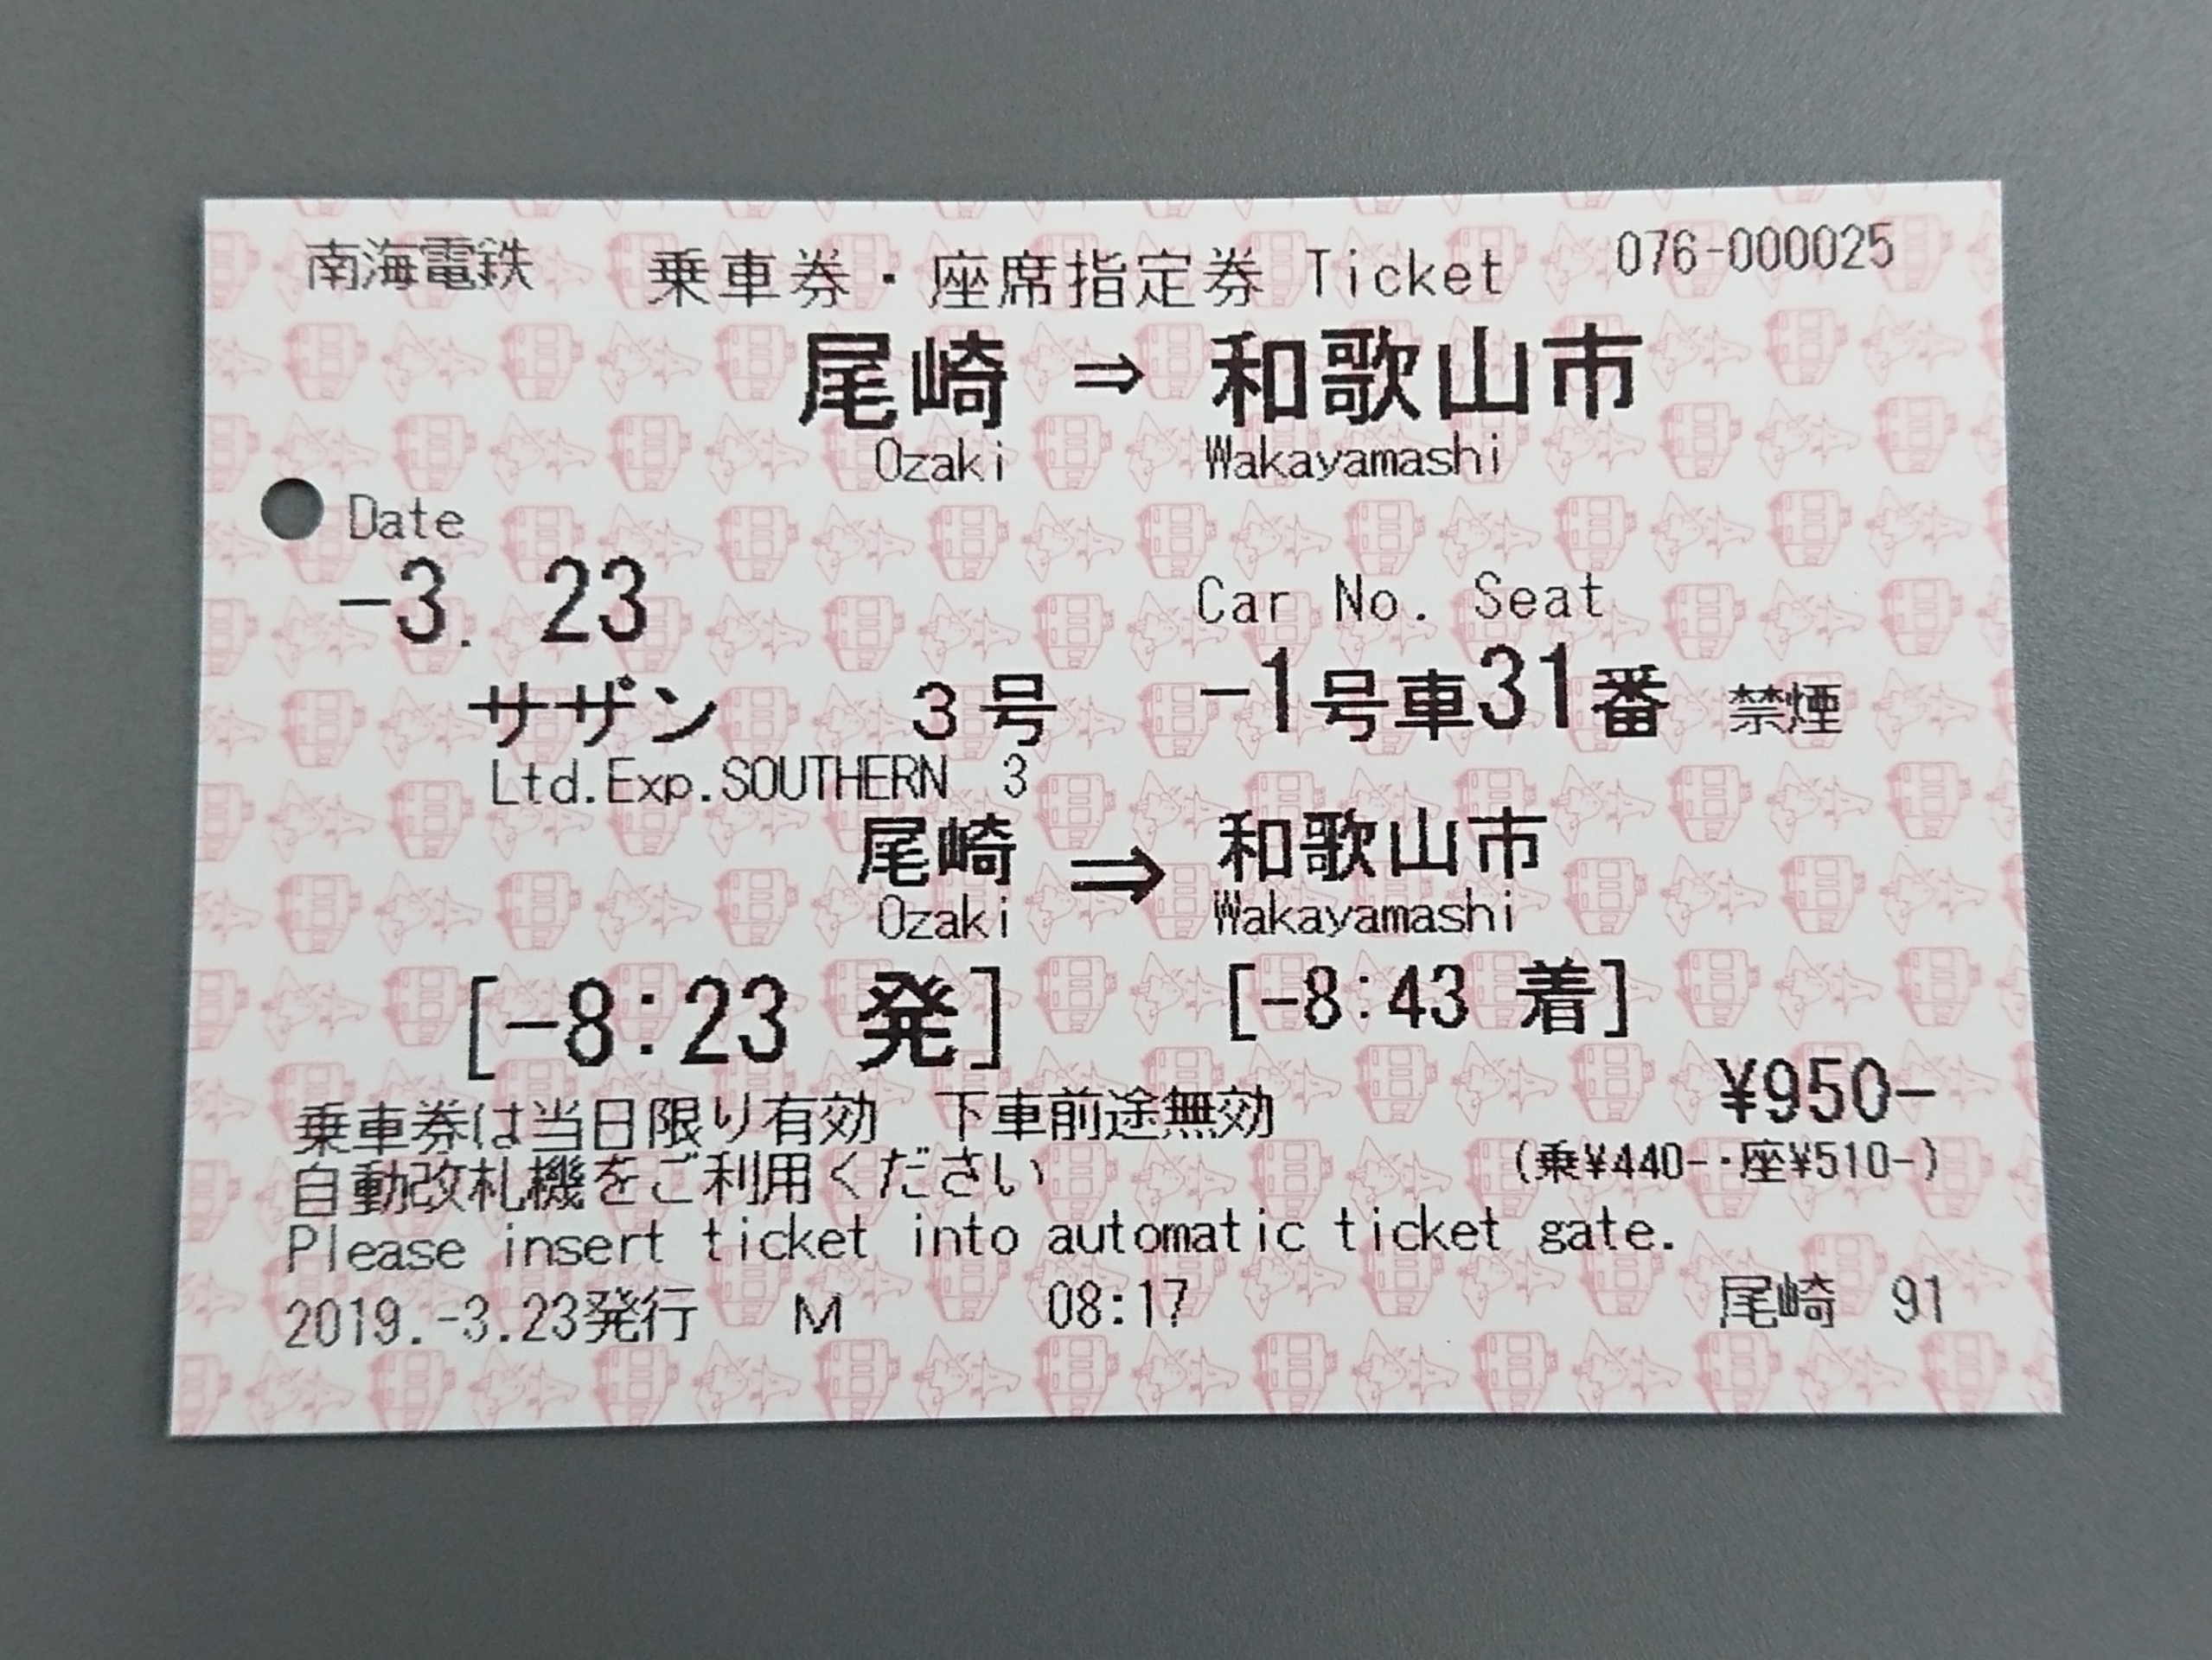 南海電鉄 乗車券・座席指定券 Ticket 076-000025
尾崎 ⇒ 和歌山市
Ozaki Wakayamashi
Date
-3. 23
Car No. Seat
サザン 3号 -1号車31番 禁煙
Ltd.Exp.SOUTHERN 3
尾崎 ⇒ 和歌山市
Ozaki Wakayamashi
[-8:23 発] [-8:43 着]
¥950-
乗車券は当日限り有効 下車前途無効
(乗¥440-・座¥510-)
自動改札機をご利用ください
Please insert ticket into automatic ticket gate.
2019.-3.23発行 M 08:17 尾崎 91